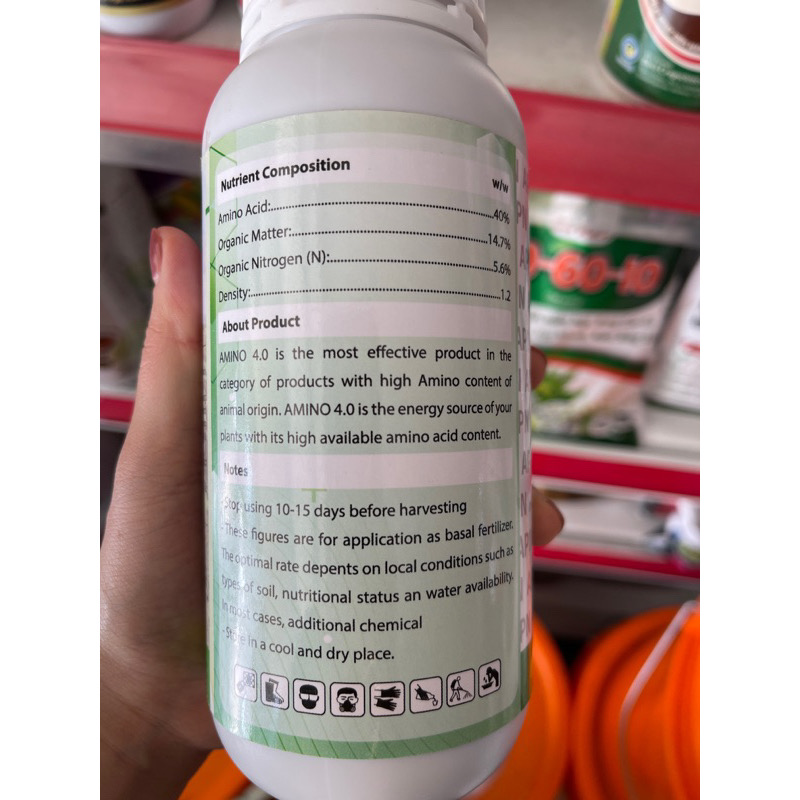 Nutrient Composition
w/w
Amino Acid:....................40%
Organic Matter:....................14.7%
Organic Nitrogen (N):....................5.6%
Density:....................1.2
About Product
AMINO 4.0 is the most effective product in the
category of products with high Amino content of
animal origin. AMINO 4.0 is the energy source of your
plants with its high available amino acid content.
Notes
Stop using 10-15 days before harvesting
- These figures are for application as basal fertilizer.
The optimal rate depends on local conditions such as
types of soil, nutritional status an water availability.
In most cases, additional chemical
- Store in a cool and dry place.
-60-10